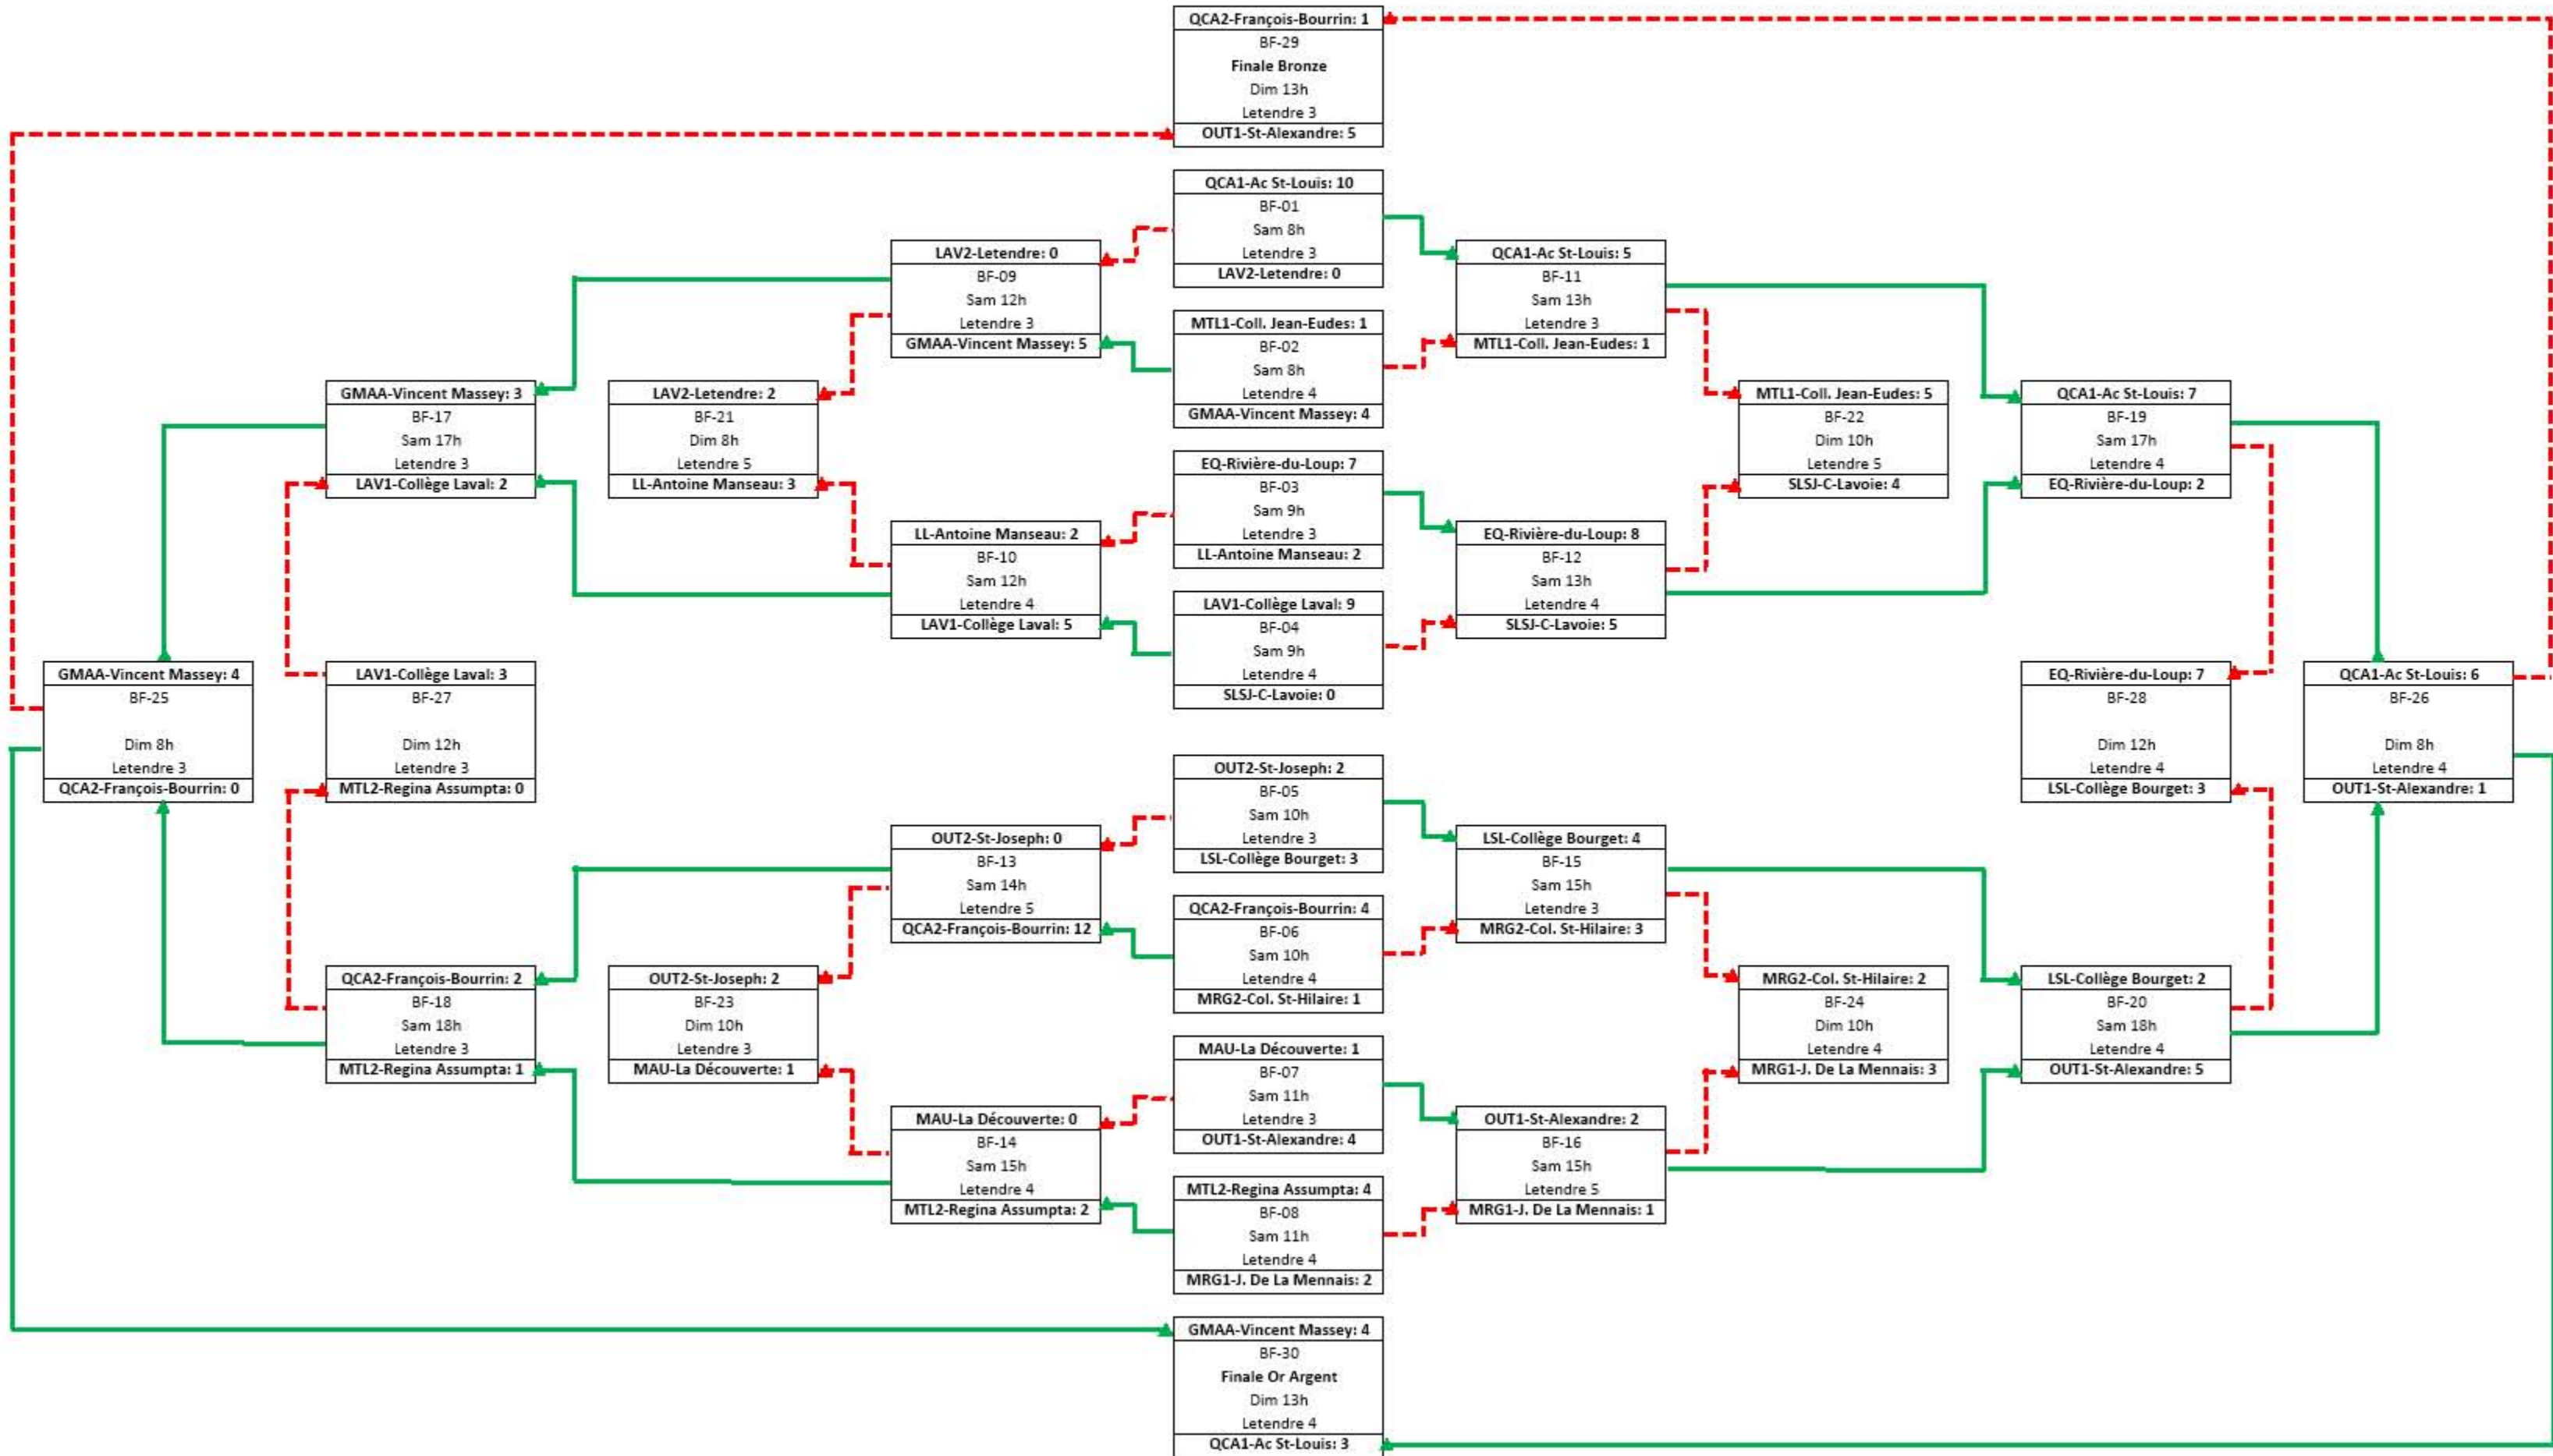 QCA2-François-Bourrin: 1
BF-29
Finale Bronze
Dim 13h
Letendre 3
OUT1-St-Alexandre: 5
QCA1-Ac St-Louis: 10
BF-01
Sam 8h
Letendre 3
LAV2-Letendre: 0
MTL1-Coll. Jean-Eudes: 1
BF-02
Sam 8h
Letendre 4
GMAA-Vincent Massey: 4
EQ-Rivière-du-Loup: 7
BF-03
Sam 9h
Letendre 3
LL-Antoine Manseau: 2
LAV1-Collège Laval: 9
BF-04
Sam 9h
Letendre 4
SLSJ-C-Lavoie: 0
LAV2-Letendre: 0
BF-09
Sam 12h
Letendre 3
GMAA-Vincent Massey: 5
LL-Antoine Manseau: 2
BF-10
Sam 12h
Letendre 4
LAV1-Collège Laval: 5
QCA1-Ac St-Louis: 5
BF-11
Sam 13h
Letendre 3
MTL1-Coll. Jean-Eudes: 1
EQ-Rivière-du-Loup: 8
BF-12
Sam 13h
Letendre 4
SLSJ-C-Lavoie: 5
GMAA-Vincent Massey: 3
BF-17
Sam 17h
Letendre 3
LAV1-Collège Laval: 2
LAV2-Letendre: 2
BF-21
Dim 8h
Letendre 5
LL-Antoine Manseau: 3
MTL1-Coll. Jean-Eudes: 5
BF-22
Dim 10h
Letendre 5
SLSJ-C-Lavoie: 4
QCA1-Ac St-Louis: 7
BF-19
Sam 17h
Letendre 4
EQ-Rivière-du-Loup: 2
GMAA-Vincent Massey: 4
BF-25
Dim 8h
Letendre 3
QCA2-François-Bourrin: 0
LAV1-Collège Laval: 3
BF-27
Dim 12h
Letendre 3
MTL2-Regina Assumpta: 0
EQ-Rivière-du-Loup: 7
BF-28
Dim 12h
Letendre 4
LSL-Collège Bourget: 3
QCA1-Ac St-Louis: 6
BF-26
Dim 8h
Letendre 4
OUT1-St-Alexandre: 1
OUT2-St-Joseph: 2
BF-05
Sam 10h
Letendre 3
LSL-Collège Bourget: 3
QCA2-François-Bourrin: 4
BF-06
Sam 10h
Letendre 4
MRG2-Col. St-Hilaire: 1
MAU-La Découverte: 1
BF-07
Sam 11h
Letendre 3
OUT1-St-Alexandre: 4
MTL2-Regina Assumpta: 4
BF-08
Sam 11h
Letendre 4
MRG1-J. De La Mennais: 2
OUT2-St-Joseph: 0
BF-13
Sam 14h
Letendre 5
QCA2-François-Bourrin: 12
MAU-La Découverte: 0
BF-14
Sam 15h
Letendre 4
MTL2-Regina Assumpta: 2
LSL-Collège Bourget: 4
BF-15
Sam 15h
Letendre 3
MRG2-Col. St-Hilaire: 3
OUT1-St-Alexandre: 2
BF-16
Sam 15h
Letendre 5
MRG1-J. De La Mennais: 1
QCA2-François-Bourrin: 2
BF-18
Sam 18h
Letendre 3
MTL2-Regina Assumpta: 1
OUT2-St-Joseph: 2
BF-23
Dim 10h
Letendre 3
MAU-La Découverte: 1
MRG2-Col. St-Hilaire: 2
BF-24
Dim 10h
Letendre 4
MRG1-J. De La Mennais: 3
LSL-Collège Bourget: 2
BF-20
Sam 18h
Letendre 4
OUT1-St-Alexandre: 5
GMAA-Vincent Massey: 4
BF-30
Finale Or Argent
Dim 13h
Letendre 4
QCA1-Ac St-Louis: 3